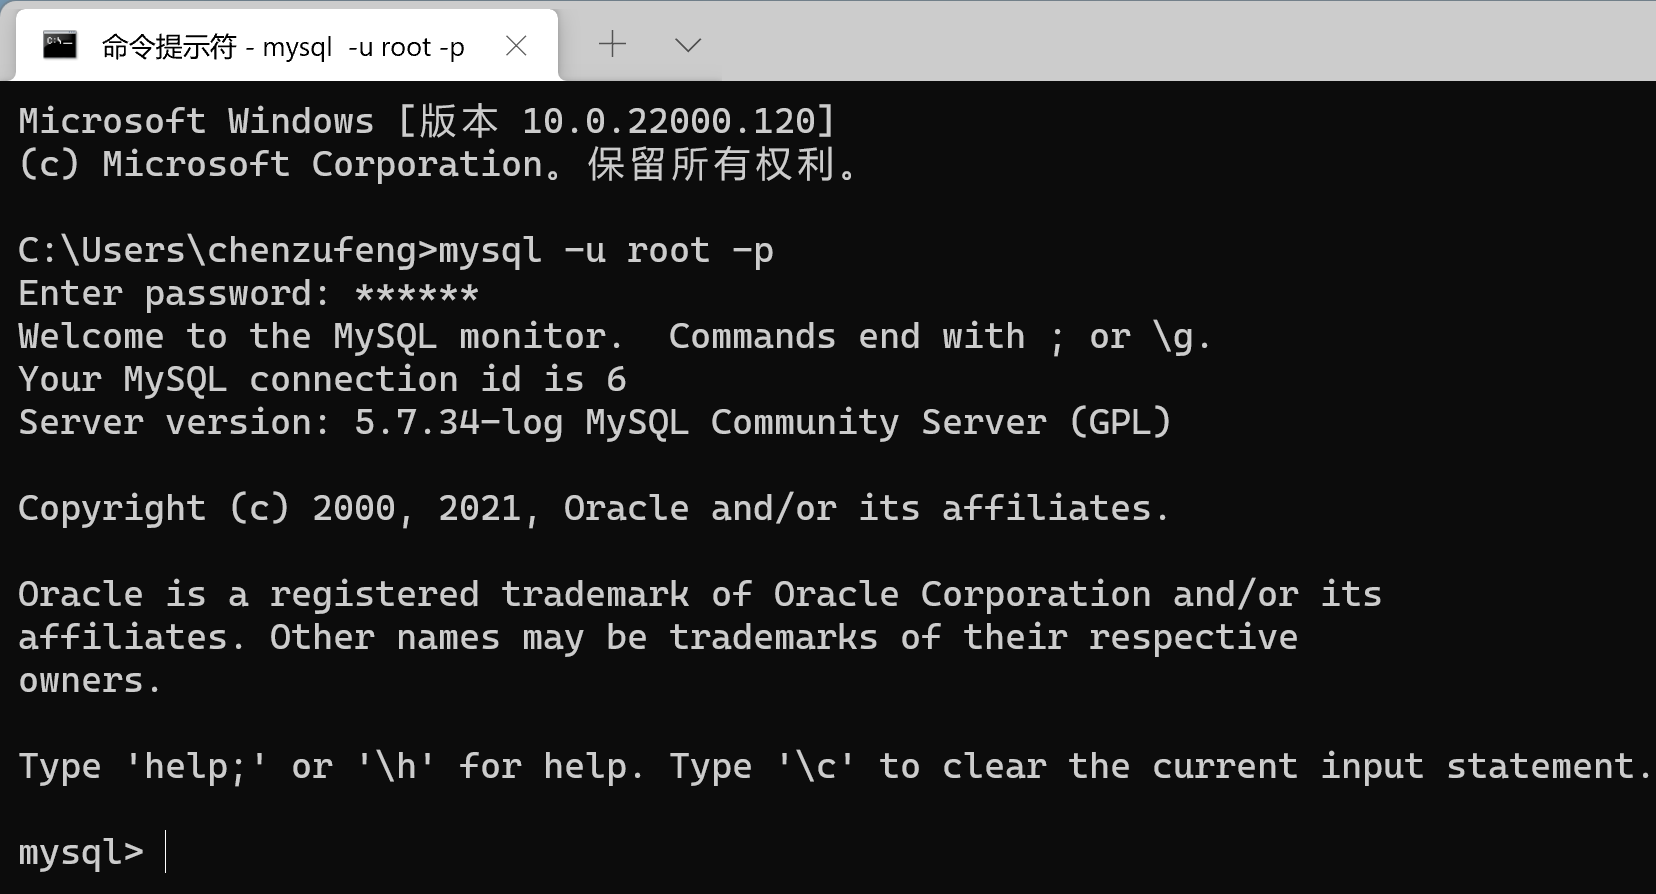 命令提示符 - mysql  -u root -p
Microsoft Windows [版本 10.0.22000.120]
(c) Microsoft Corporation。保留所有权利。
C:\Users\chenzufeng>mysql -u root -p
Enter password: ******
Welcome to the MySQL monitor.  Commands end with ; or \g.
Your MySQL connection id is 6
Server version: 5.7.34-log MySQL Community Server (GPL)
Copyright (c) 2000, 2021, Oracle and/or its affiliates.
Oracle is a registered trademark of Oracle Corporation and/or its
affiliates. Other names may be trademarks of their respective
owners.
Type 'help;' or '\h' for help. Type '\c' to clear the current input statement.
mysql>